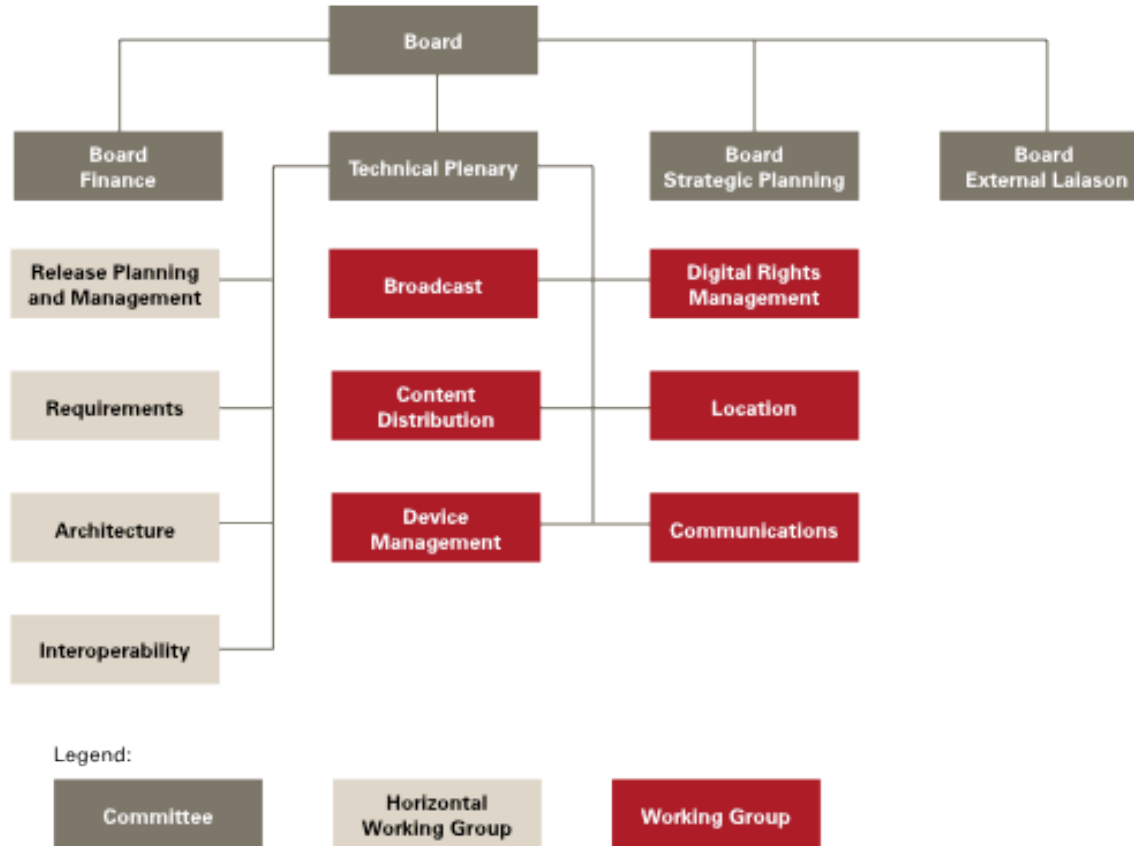 Board
Board
Finance
Technical Plenary
Board
Strategic Planning
Board
External Laiason
Release Planning
and Management
Broadcast
Digital Rights
Management
Requirements
Content
Distribution
Location
Architecture
Device
Management
Communications
Interoperability
Legend:
Committee
Horizontal
Working Group
Working Group